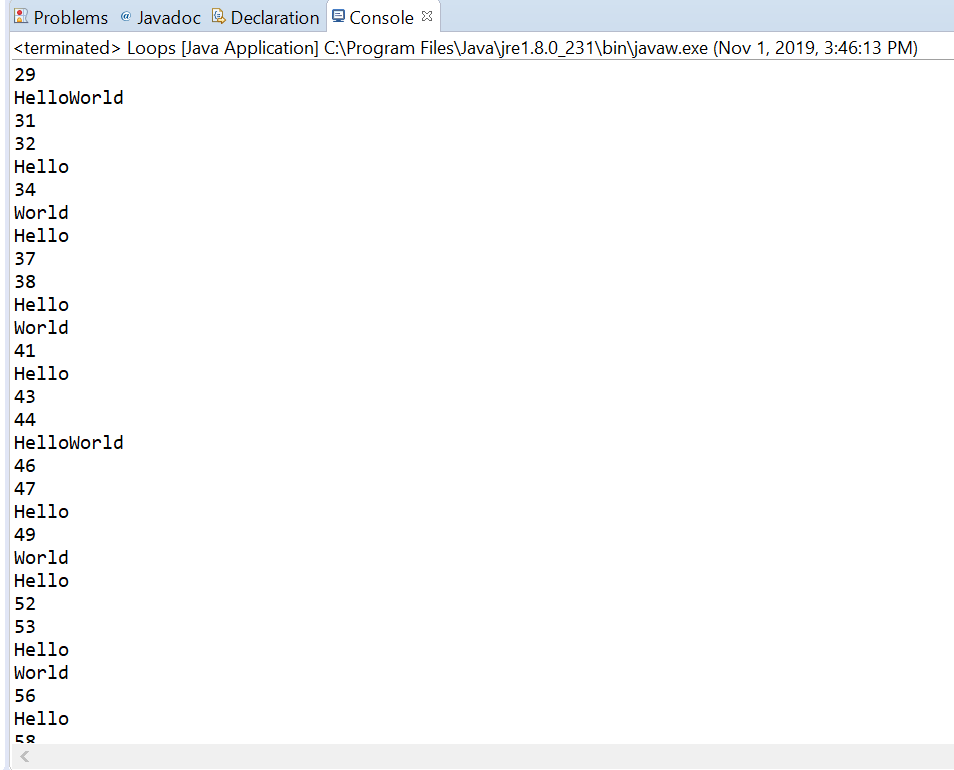 Problems @ Javadoc Declaration Console
<terminated> Loops [Java Application] C:\Program Files\Java\jre1.8.0_231\bin\javaw.exe (Nov 1, 2019, 3:46:13 PM)
29
HelloWorld
31
32
Hello
34
World
Hello
37
38
Hello
World
41
Hello
43
44
HelloWorld
46
47
Hello
49
World
Hello
52
53
Hello
World
56
Hello
58